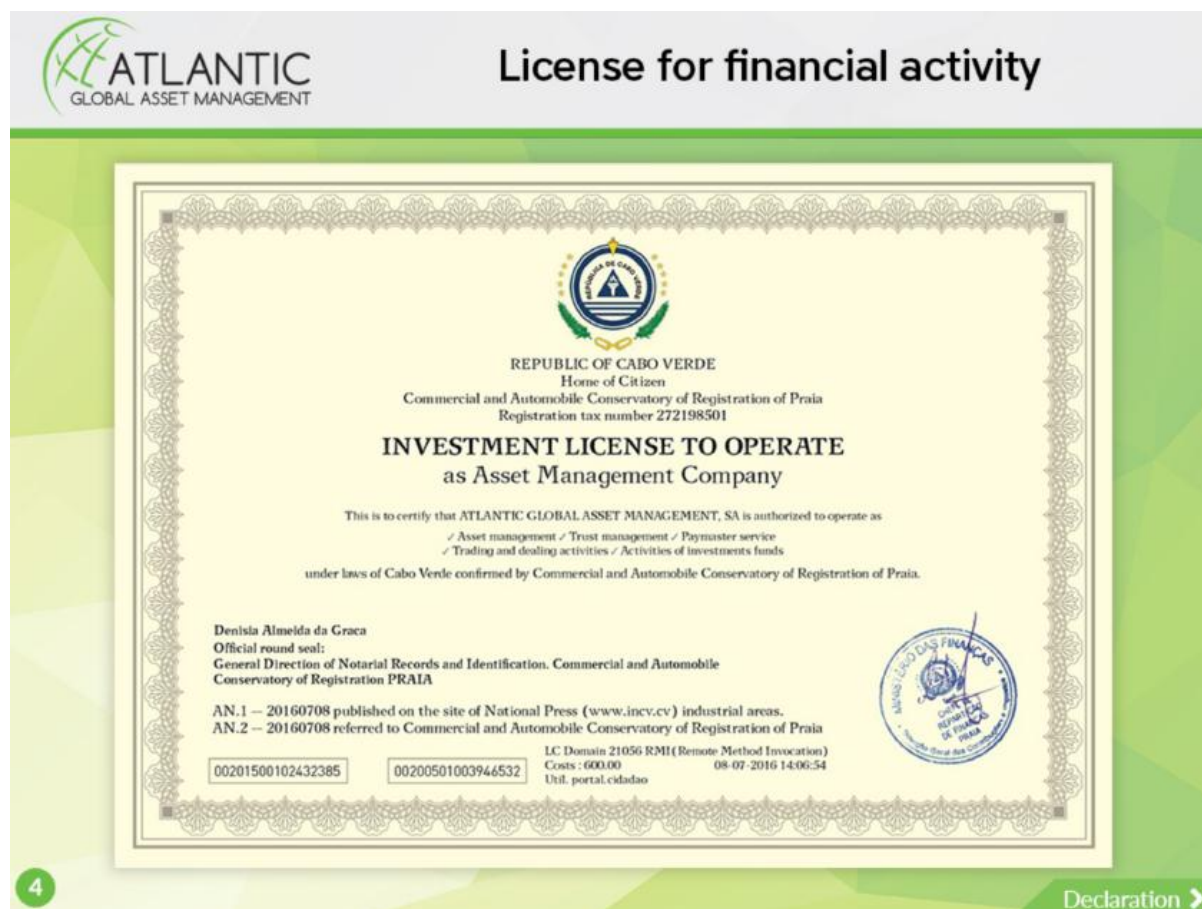 ATLANTIC
GLOBAL ASSET MANAGEMENT
License for financial activity
REPÚBLICA DE CABO VERDE
REPUBLIC OF CABO VERDE
Home of Citizen
Commercial and Automobile Conservatory of Registration of Praia
Registration tax number 272198501
INVESTMENT LICENSE TO OPERATE
as Asset Management Company
This is to certify that ATLANTIC GLOBAL ASSET MANAGEMENT, SA is authorized to operate as
✓ Asset management ✓ Trust management ✓ Paymaster service
✓ Trading and dealing activities ✓ Activities of investments funds
under laws of Cabo Verde confirmed by Commercial and Automobile Conservatory of Registration of Praia.
Denisia Almeida da Graca
Official round seal:
General Direction of Notarial Records and Identification. Commercial and Automobile
Conservatory of Registration PRAIA
AN.1 — 20160708 published on the site of National Press (www.incv.cv) industrial areas.
AN.2 — 20160708 referred to Commercial and Automobile Conservatory of Registration of Praia
LC Domain 21056 RMI (Remote Method Invocation)
Costs : 600.00 08-07-2016 14:06:54
Util. portal.cidadao
00201500102432385
00200501003946532
MINISTÉRIO DAS FINANÇAS
REPARTIÇÃO
DE FINANÇAS
PRAIA
4
Declaration